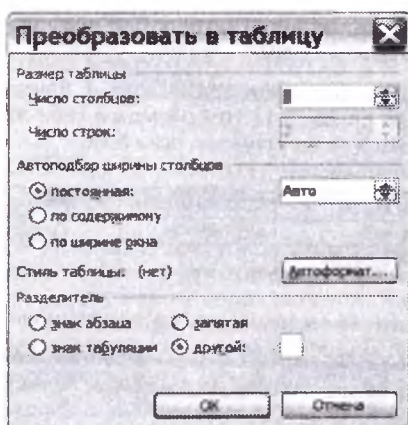 Преобразовать в таблицу
Размер таблицы
Число столбцов:
Число строк:
Автоподбор ширины столбцов
постоянная: Авто
по содержимому
по ширине окна
Стиль таблицы: (нет) Автоформат...
Разделитель
знак абзаца запятая
знак табуляции другой:
ОК Отмена